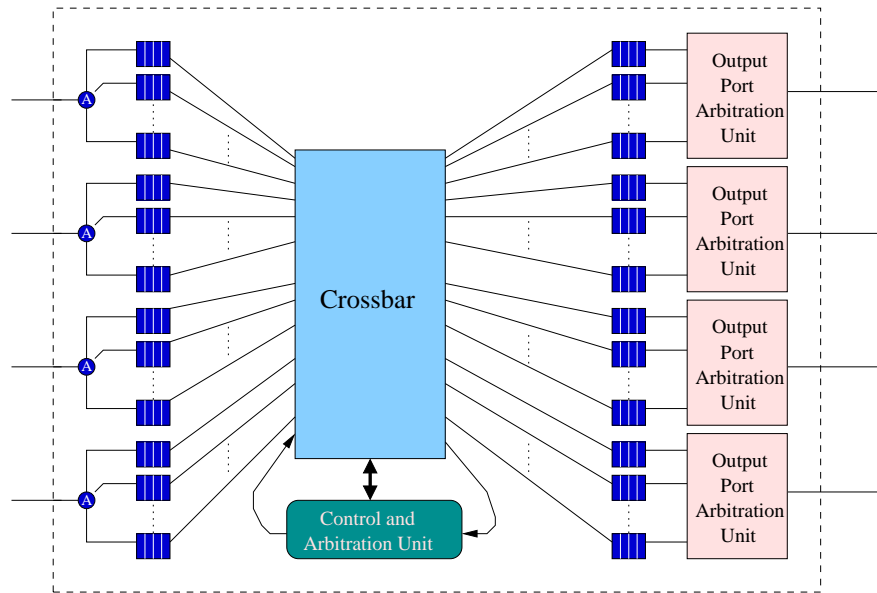 Output
Port
Arbitration
Unit
A
Output
Port
Arbitration
Unit
A
Crossbar
Output
Port
Arbitration
Unit
A
Output
Port
Arbitration
Unit
A
Control and
Arbitration Unit